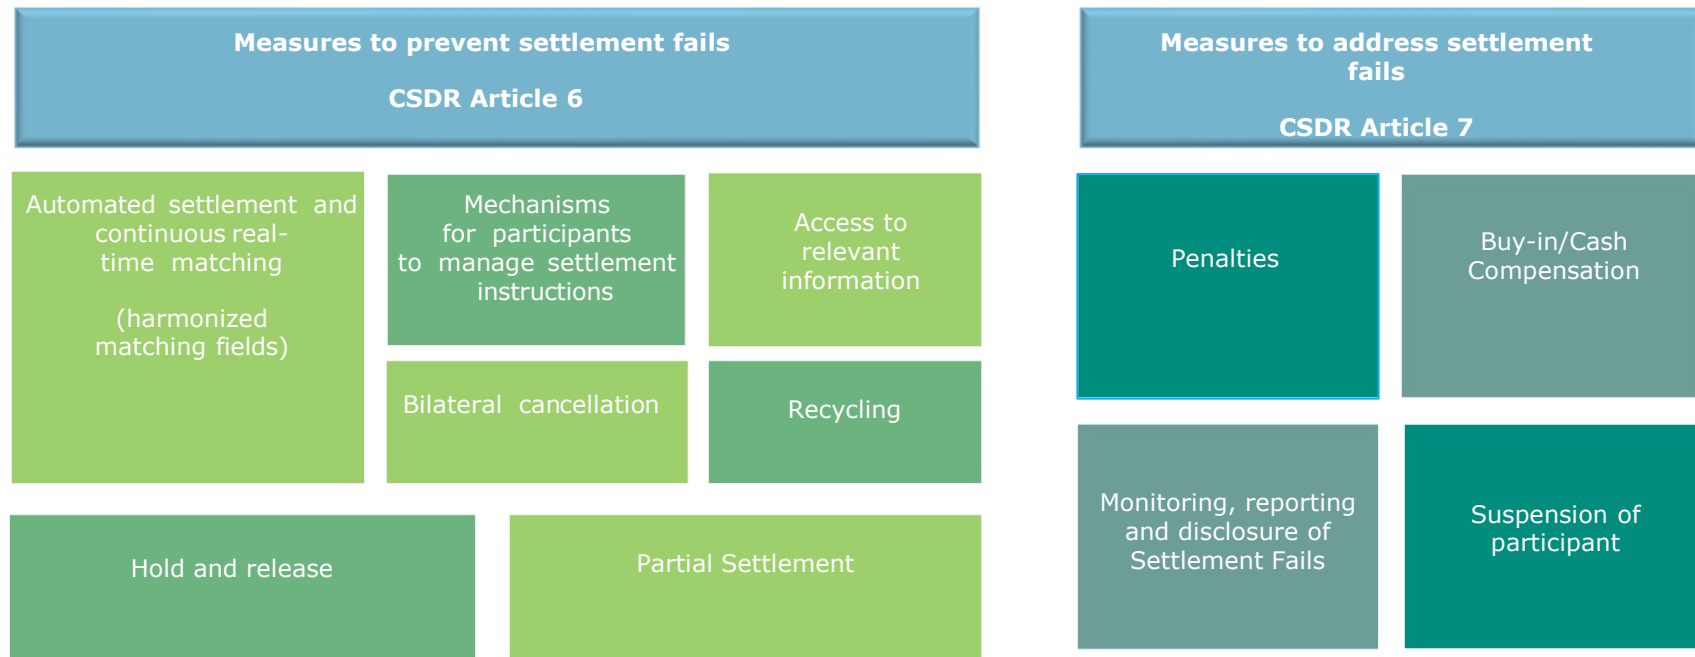 Measures to prevent settlement fails
CSDR Article 6
Measures to address settlement
fails
CSDR Article 7
Automated settlement and
continuous real-
time matching
(harmonized
matching fields)
Mechanisms
for participants
to manage settlement
instructions
Access to
relevant
information
Bilateral cancellation
Recycling
Hold and release
Partial Settlement
Penalties
Buy-in/Cash
Compensation
Monitoring, reporting
and disclosure of
Settlement Fails
Suspension of
participant